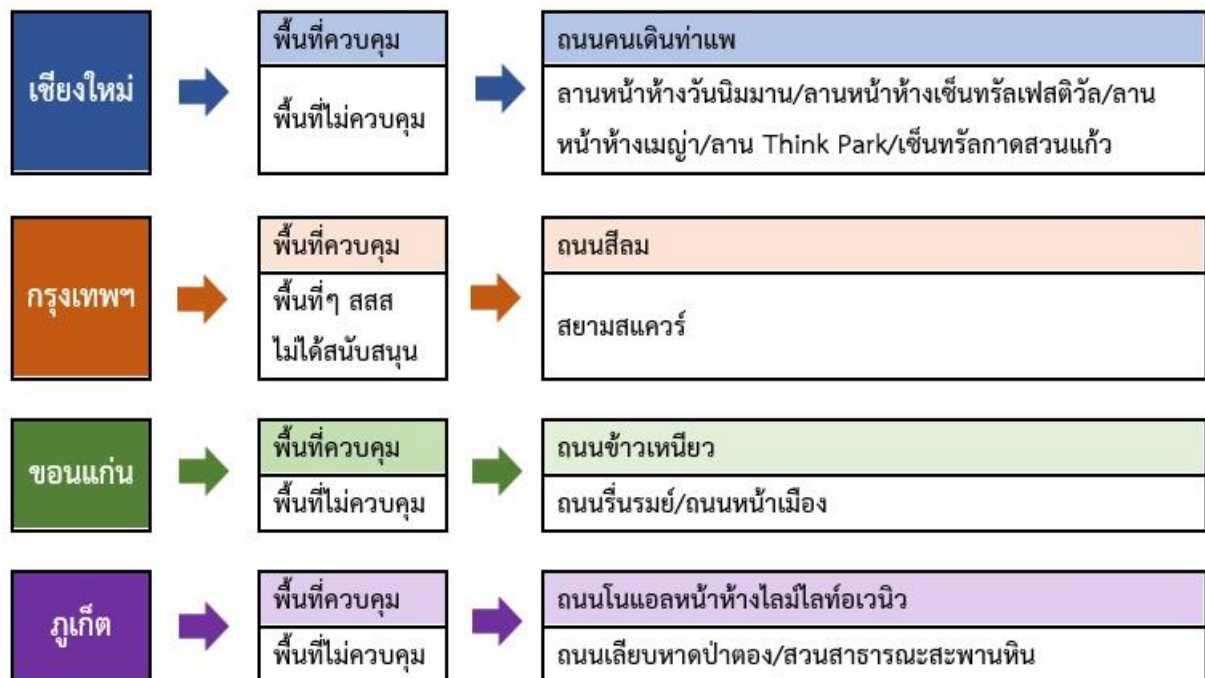 เชียงใหม่
พื้นที่ควบคุม
ถนนคนเดินท่าแพ
พื้นที่ไม่ควบคุม
ลานหน้าห้างวันนิมมาน/ลานหน้าห้างเซ็นทรัลเฟสติวัล/ลาน
หน้าห้างเมญ่า/ลาน Think Park/เซ็นทรัลกาดสวนแก้ว
กรุงเทพฯ
พื้นที่ควบคุม
ถนนสีลม
พื้นที่ๆ สสส
ไม่ได้สนับสนุน
สยามสแควร์
ขอนแก่น
พื้นที่ควบคุม
ถนนข้าวเหนียว
พื้นที่ไม่ควบคุม
ถนนรื่นรมย์/ถนนหน้าเมือง
ภูเก็ต
พื้นที่ควบคุม
ถนนโนแอลหน้าห้างไลม์ไลท์อเวนิว
พื้นที่ไม่ควบคุม
ถนนเลียบหาดป่าตอง/สวนสาธารณะสะพานหิน